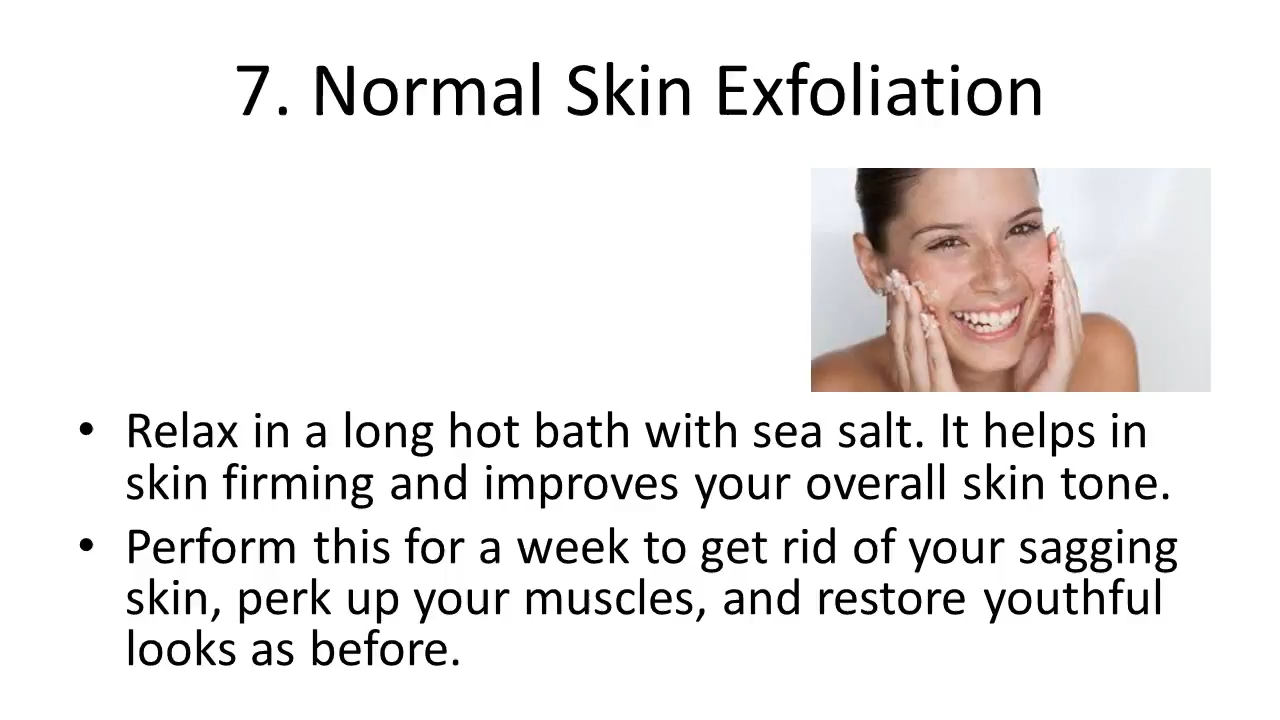 7. Normal Skin Exfoliation
• Relax in a long hot bath with sea salt. It helps in
skin firming and improves your overall skin tone.
• Perform this for a week to get rid of your sagging
skin, perk up your muscles, and restore youthful
looks as before.